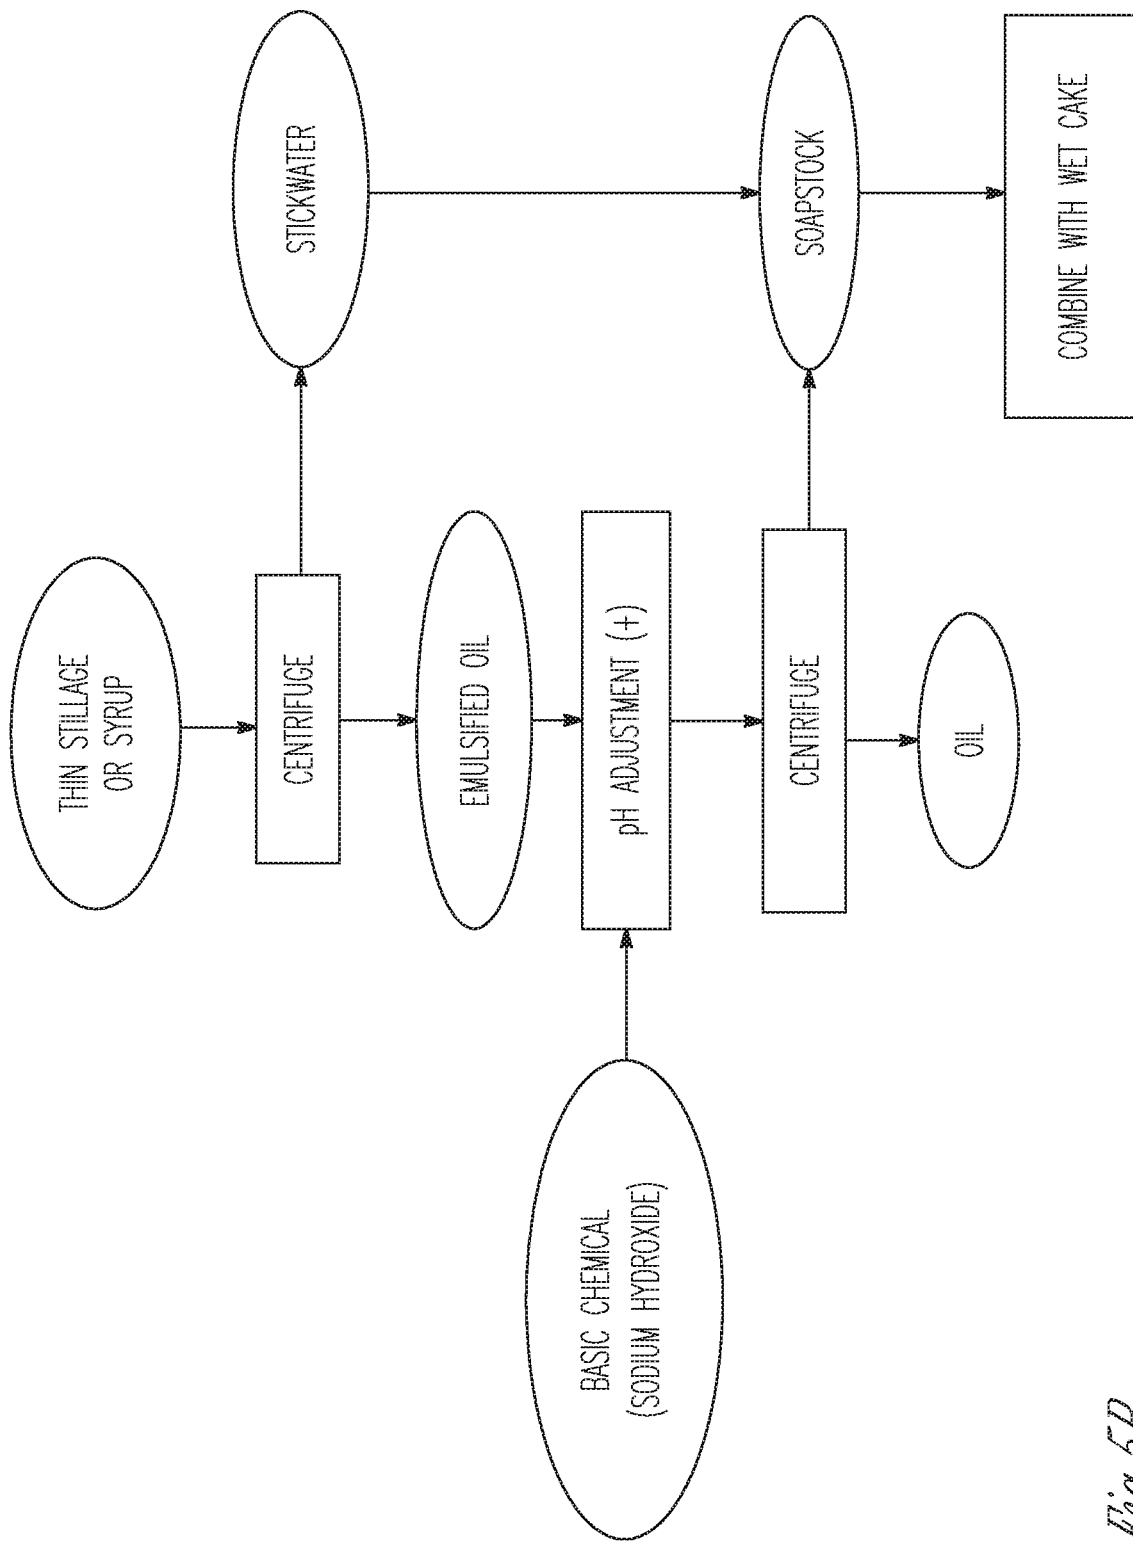 THIN STILLAGE
OR SYRUP
CENTRIFUGE
STICKWATER
EMULSIFIED OIL
BASIC CHEMICAL
(SODIUM HYDROXIDE)
pH ADJUSTMENT (+)
CENTRIFUGE
SOAPSTOCK
OIL
COMBINE WITH WET CAKE
Fig.